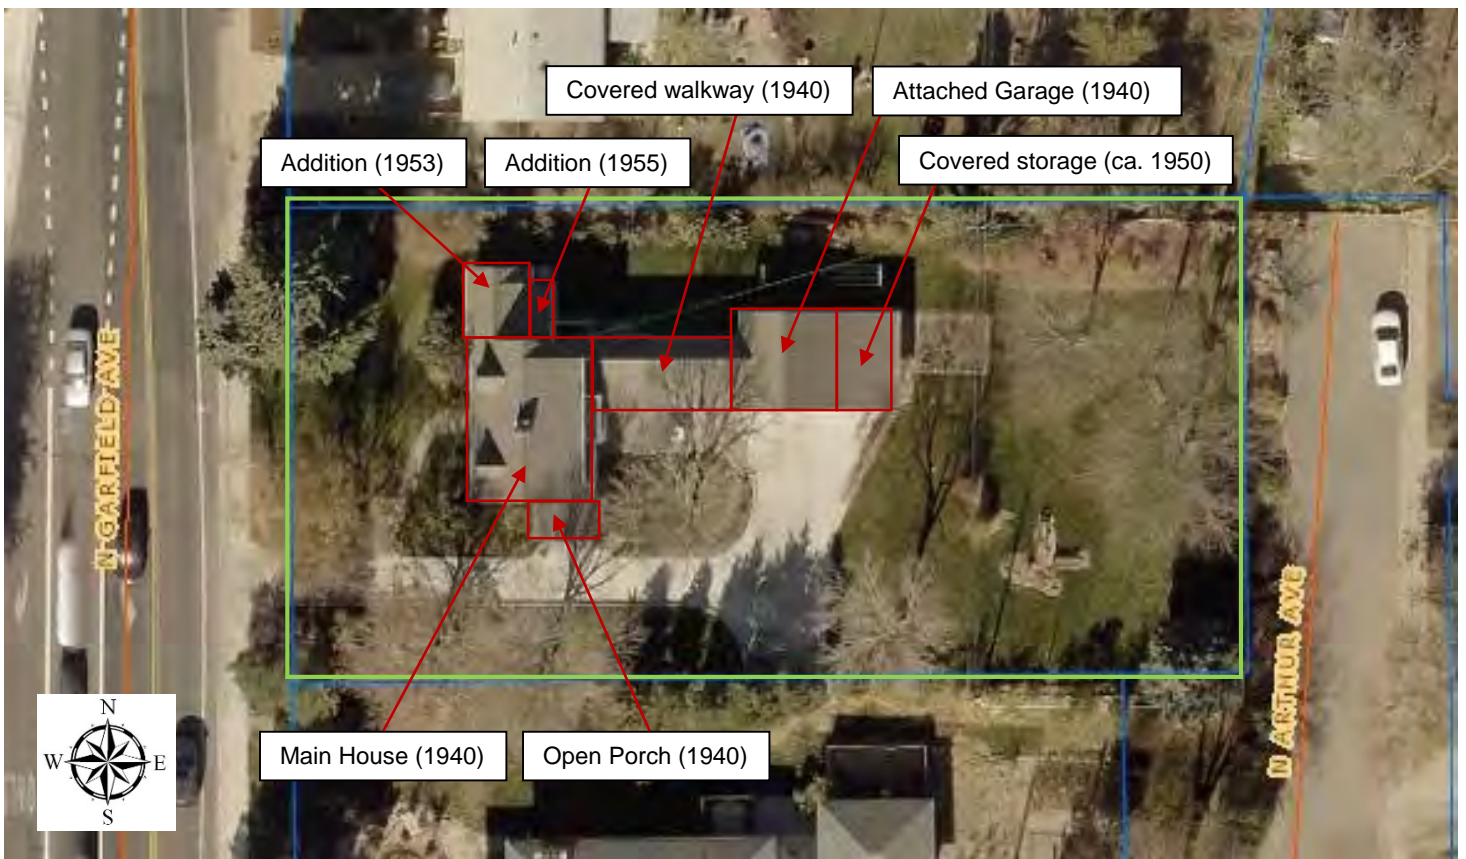 Covered walkway (1940)
Attached Garage (1940)
Addition (1953)
Addition (1955)
Covered storage (ca. 1950)
N GARFIELD AVE
N ARTHUR AVE
Main House (1940)
Open Porch (1940)
N
W
E
S